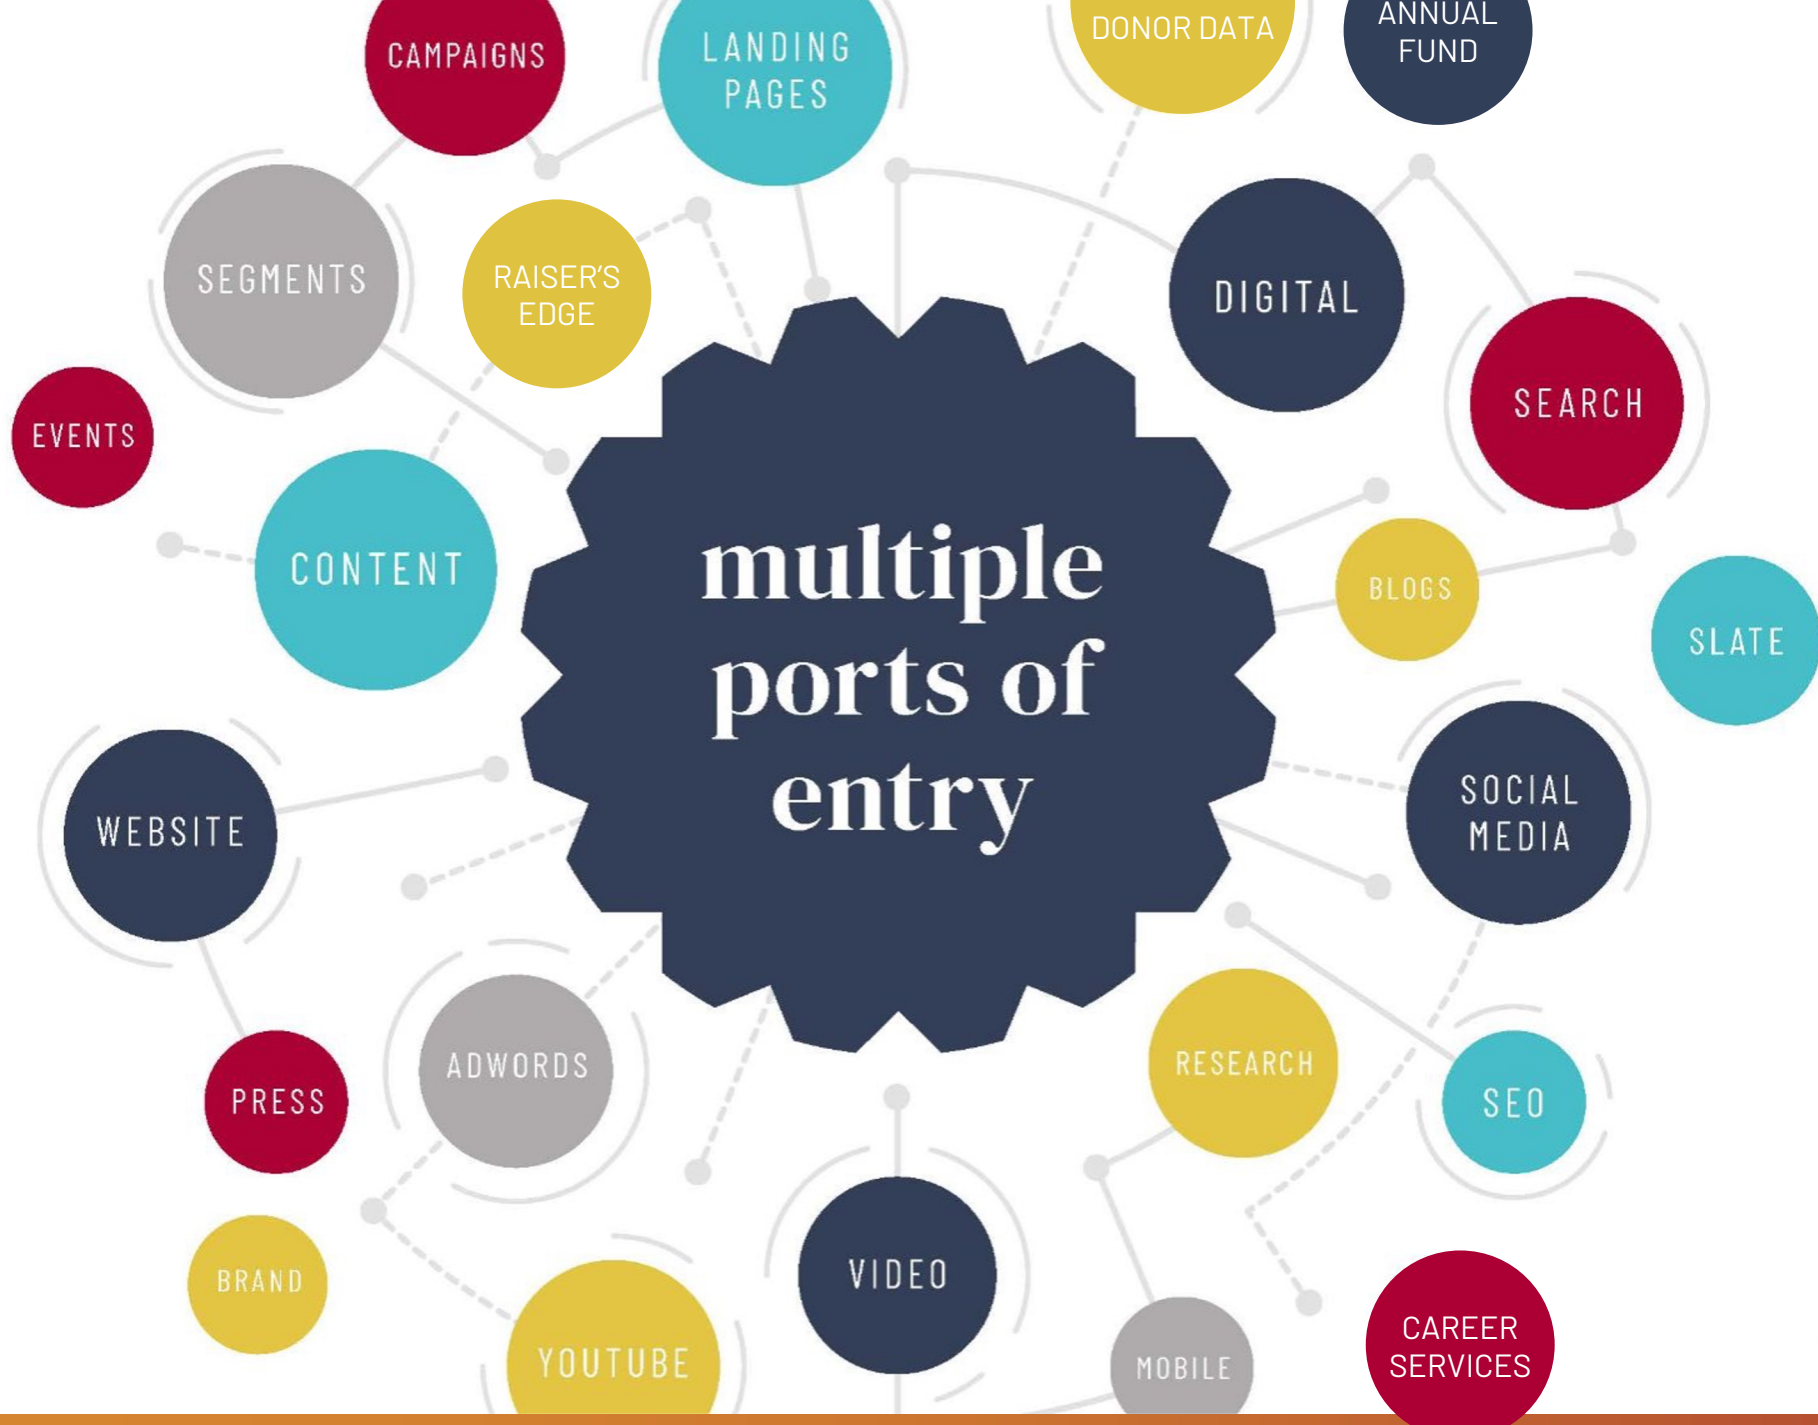 CAMPAIGNS
LANDING
PAGES
DONOR DATA
ANNUAL
FUND
SEGMENTS
RAISER'S
EDGE
DIGITAL
SEARCH
EVENTS
CONTENT
multiple
ports of
entry
BLOGS
SLATE
WEBSITE
SOCIAL
MEDIA
PRESS
ADWORDS
RESEARCH
SEO
BRAND
YOUTUBE
VIDEO
MOBILE
CAREER
SERVICES